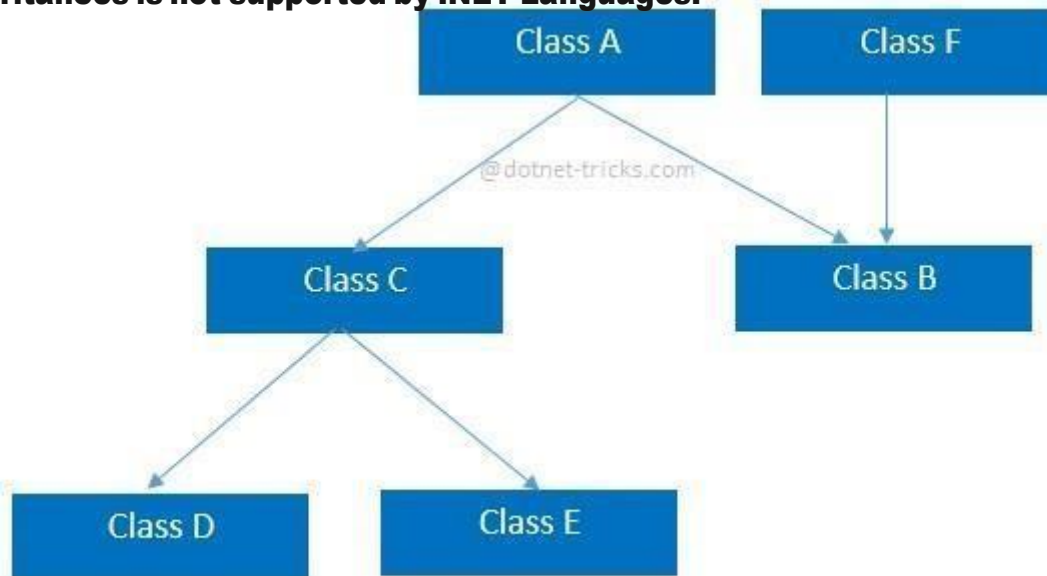 is not supported by .NET Languages.
Class A
Class F
@dotnet-tricks.com
Class C
Class B
Class D
Class E